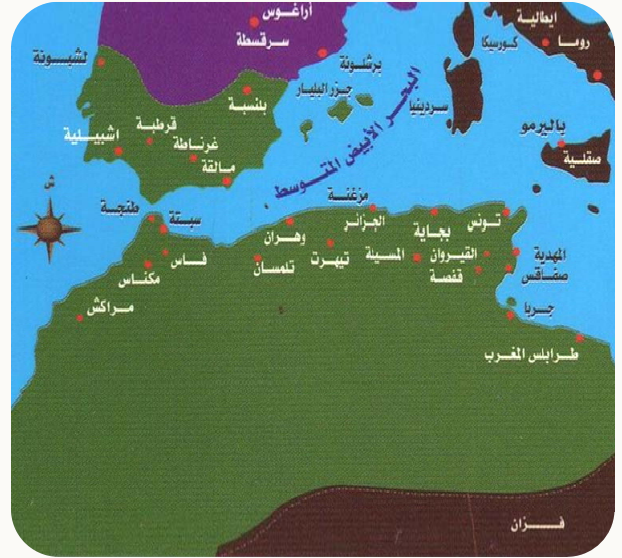 أراغوس
سرقسطة
ايطالية
رومـا
كورسيكا
لشبونة
برشلونة
جزر البليار
سردينيا
بلنسية
البحر الابيض المتوسط
قرطبة
اشبيلية
غرناطة
مالقة
باليرمو
صقلية
ش
طنجة
سبتة
مزغنة
الجزائر
وهران
بجاية
تونس
فاس
مكناس
تلمسان
تيهرت
المسيلة
القيروان
قفصة
المهدية
صفاقس
مراكش
جربا
طرابلس المغرب
فزان